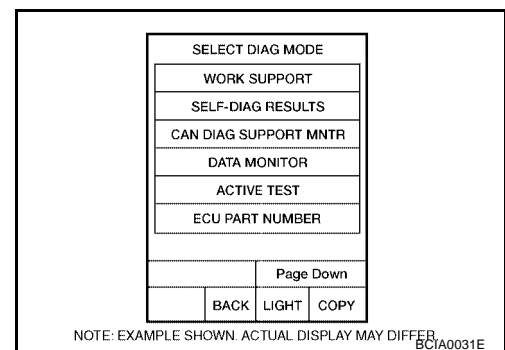 SELECT DIAG MODE
WORK SUPPORT
SELF-DIAG RESULTS
CAN DIAG SUPPORT MNTR
DATA MONITOR
ACTIVE TEST
ECU PART NUMBER
Page Down
BACK LIGHT COPY
NOTE: EXAMPLE SHOWN. ACTUAL DISPLAY MAY DIFFER.
BCIA0031E